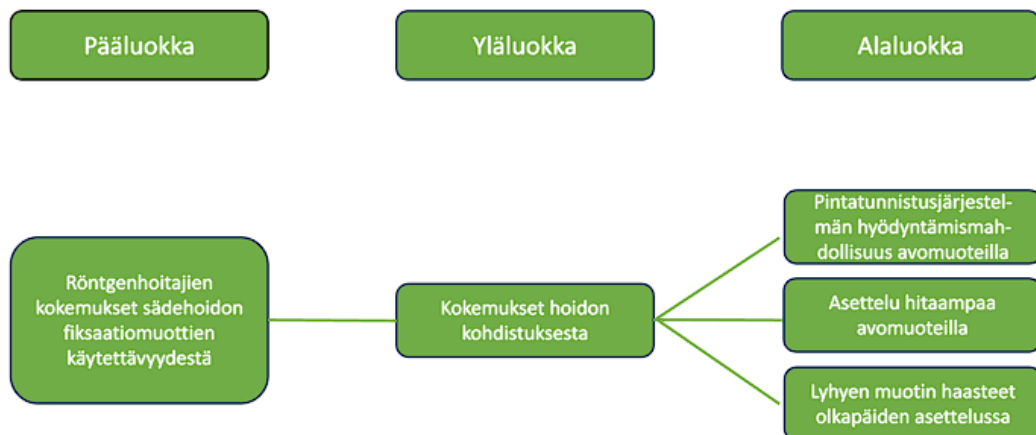 Pääluokka
Yläluokka
Alaluokka
Röntgenhoitajien
kokemukset sädehoidon
fiksaatiomuottien
käytettävyydestä
Kokemukset hoidon
kohdistuksesta
Pintatunnistusjärjestel-
män hyödyntämismah-
dollisuus avomuoteilla
Asettelu hitaampaa
avomuoteilla
Lyhyen muotin haasteet
olkapäiden asettelussa